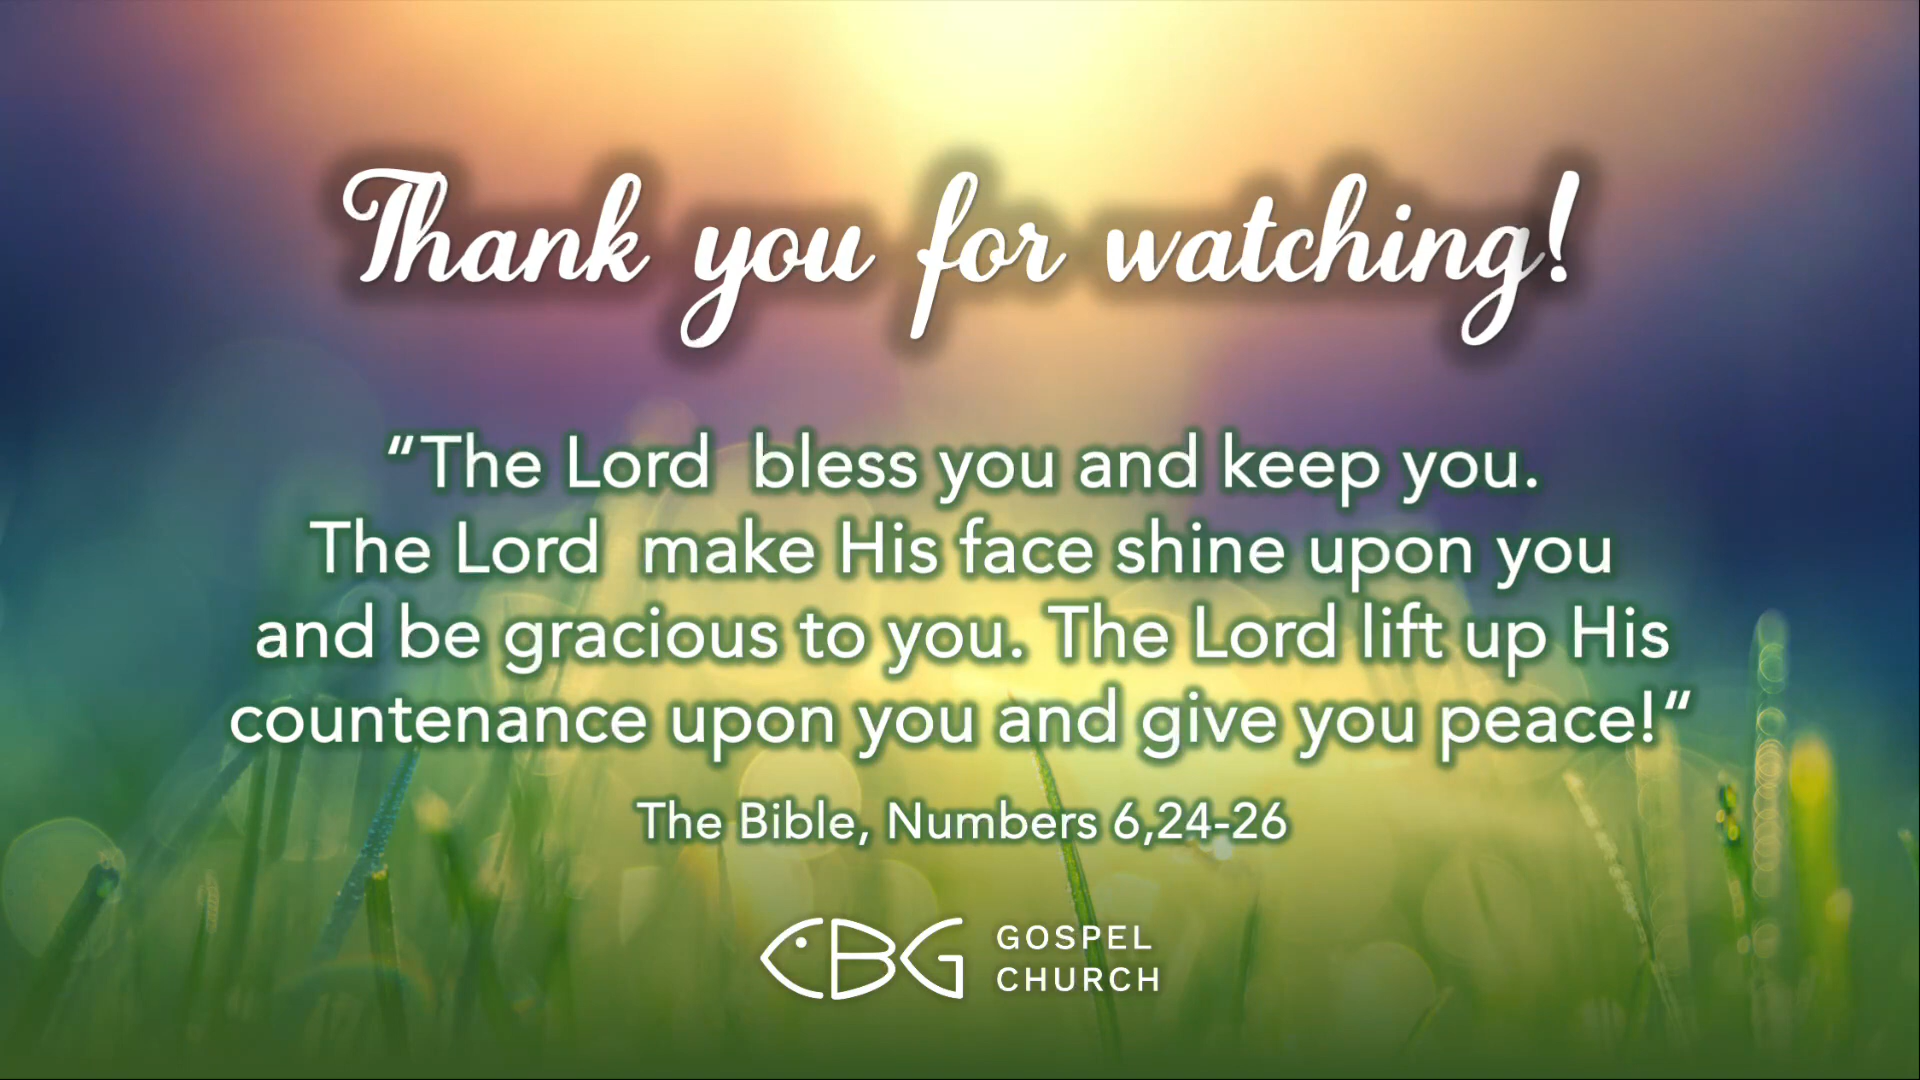 Thank you for watching!
“The Lord  bless you and keep you.
The Lord  make His face shine upon you
and be gracious to you. The Lord lift up His
countenance upon you and give you peace!“
The Bible, Numbers 6,24-26
CBG GOSPEL
CHURCH